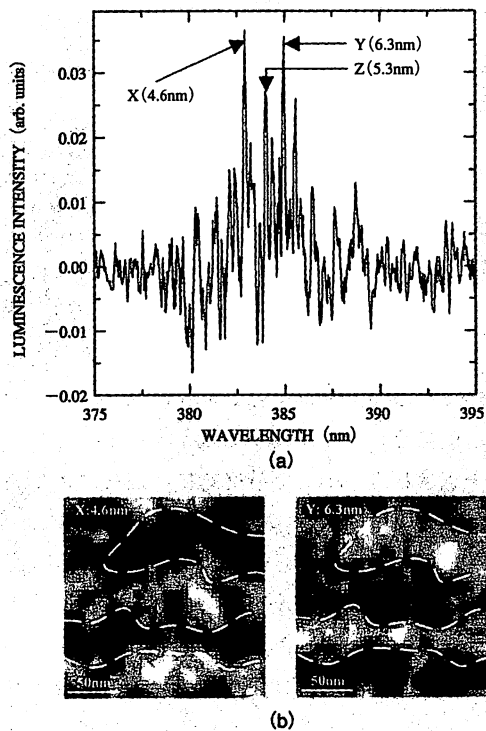 X(4.6nm)
Y(6.3nm)
Z(5.3nm)
LUMINESCENCE INTENSITY (arb. units)
0.03
0.02
0.01
0.00
−0.01
−0.02
375 380 385 390 395
WAVELENGTH (nm)
(a)
X:4.6nm
50nm
Y: 6.3nm
50nm
(b)